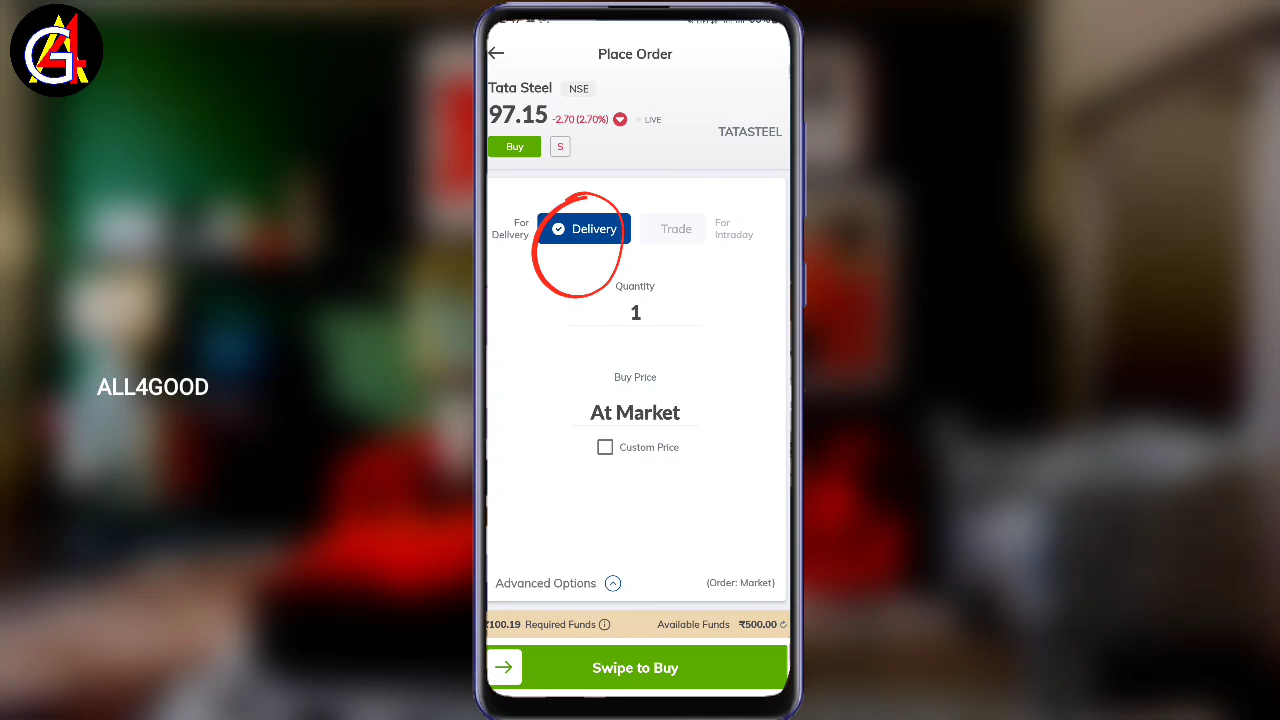 Place Order
Tata Steel NSE
97.15 -2.70 (2.70%) LIVE
TATASTEEL
Buy S
For Delivery
Delivery
Trade
For Intraday
Quantity
1
Buy Price
At Market
Custom Price
Advanced Options (Order: Market)
₹100.19 Required Funds Available Funds ₹500.00
Swipe to Buy
ALL4GOOD
G4